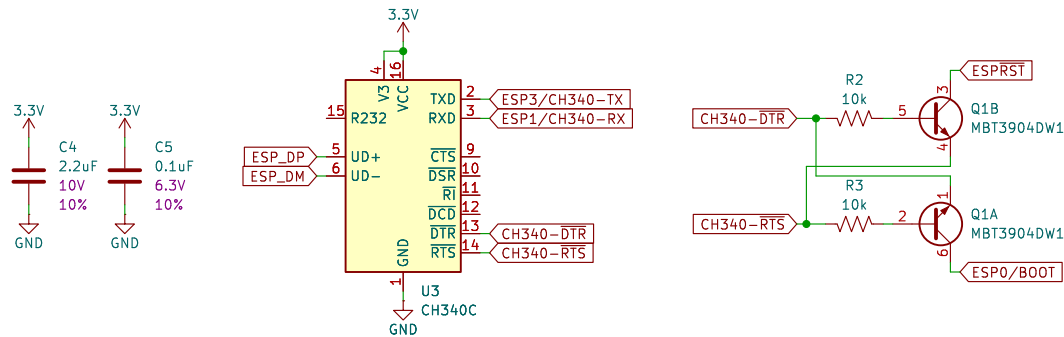 3.3V
C4
2.2uF
10V
10%
GND
3.3V
C5
0.1uF
6.3V
10%
GND
3.3V
4
16
V3
VCC
15
R232
TXD
2
ESP3/CH340-TX
RXD
3
ESP1/CH340-RX
ESP_DP
5
UD+
ESP_DM
6
UD-
CTS
9
DSR
10
RI
11
DCD
12
DTR
13
CH340-DTR
RTS
14
CH340-RTS
GND
1
U3
CH340C
GND
ESPRST
3
R2
10k
CH340-DTR
5
Q1B
MBT3904DW1
4
R3
10k
1
CH340-RTS
2
Q1A
MBT3904DW1
6
ESP0/BOOT